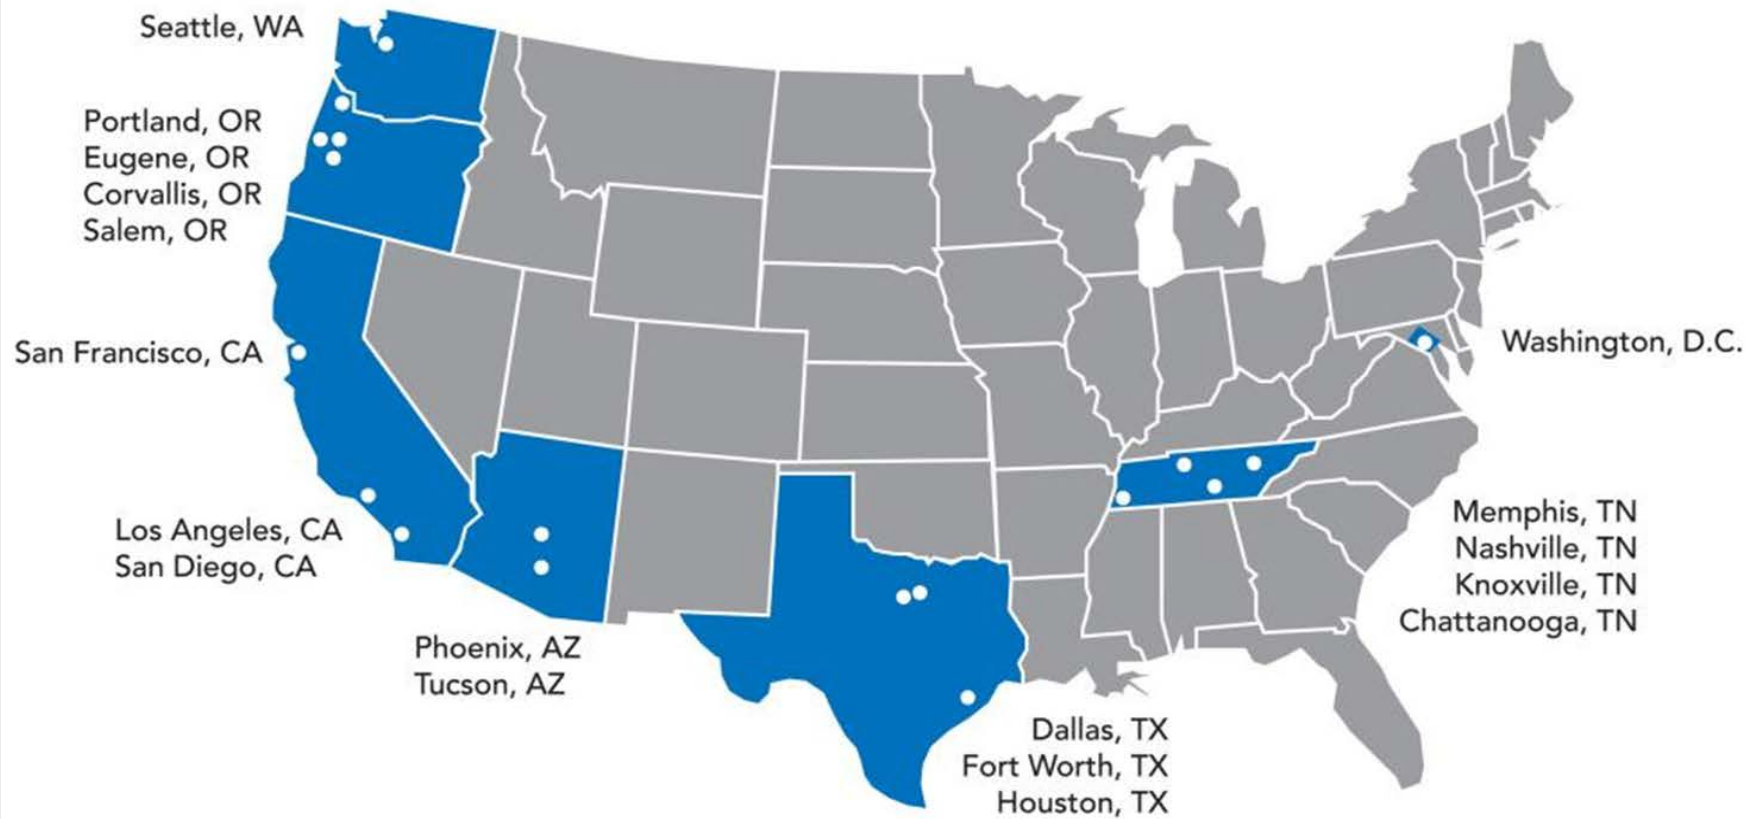 Seattle, WA
Portland, OR
Eugene, OR
Corvallis, OR
Salem, OR
San Francisco, CA
Los Angeles, CA
San Diego, CA
Phoenix, AZ
Tucson, AZ
Dallas, TX
Fort Worth, TX
Houston, TX
Washington, D.C.
Memphis, TN
Nashville, TN
Knoxville, TN
Chattanooga, TN